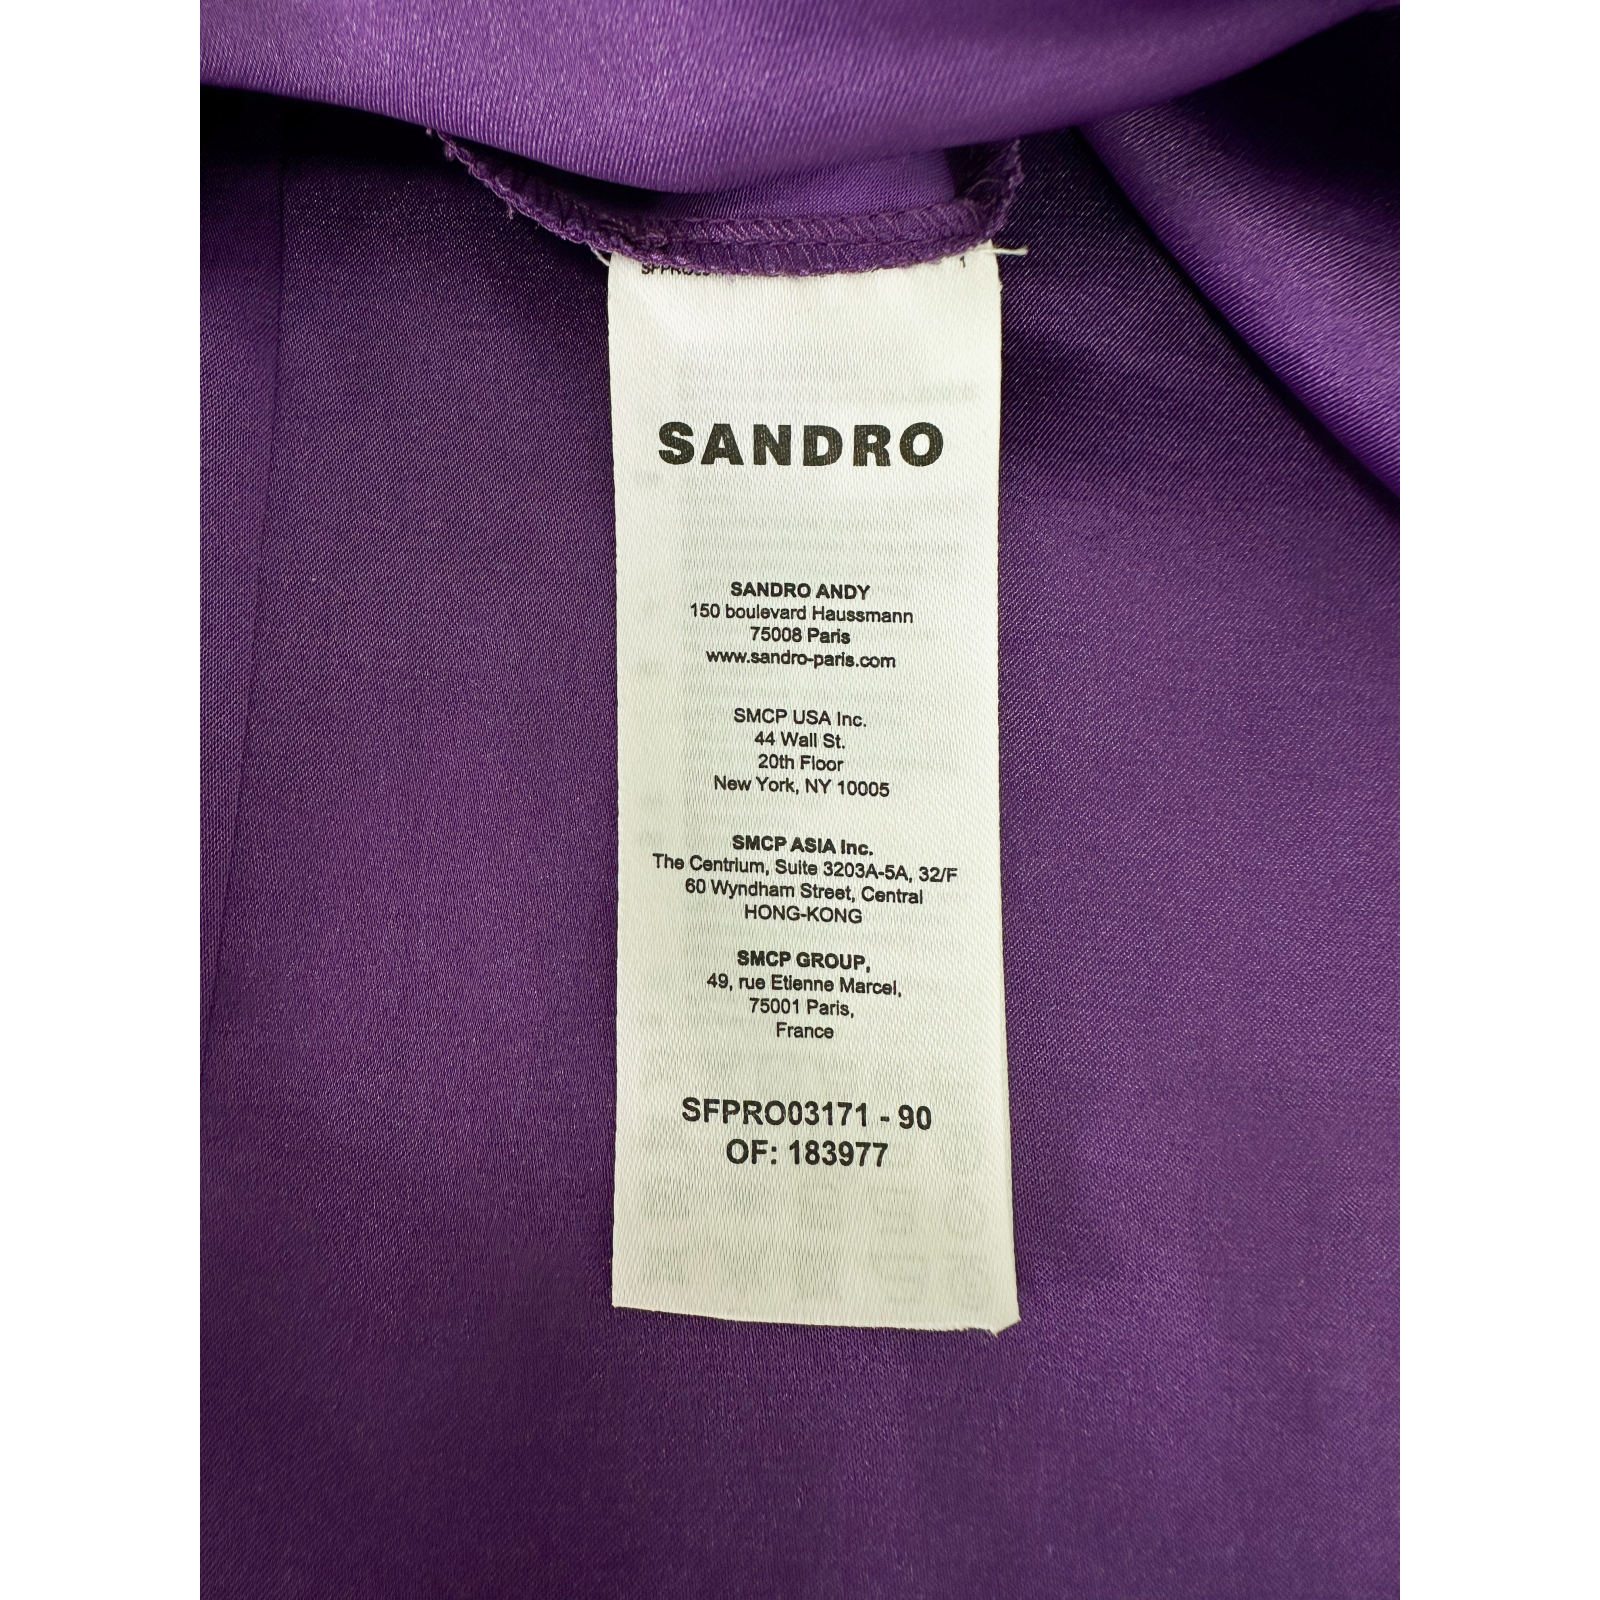 SANDRO
SANDRO ANDY
150 boulevard Haussmann
75008 Paris
www.sandro-paris.com
SMCP USA Inc.
44 Wall St.
20th Floor
New York, NY 10005
SMCP ASIA Inc.
The Centrium, Suite 3203A-5A, 32/F
60 Wyndham Street, Central
HONG-KONG
SMCP GROUP,
49, rue Etienne Marcel,
75001 Paris,
France
SFPRO03171 - 90
OF: 183977